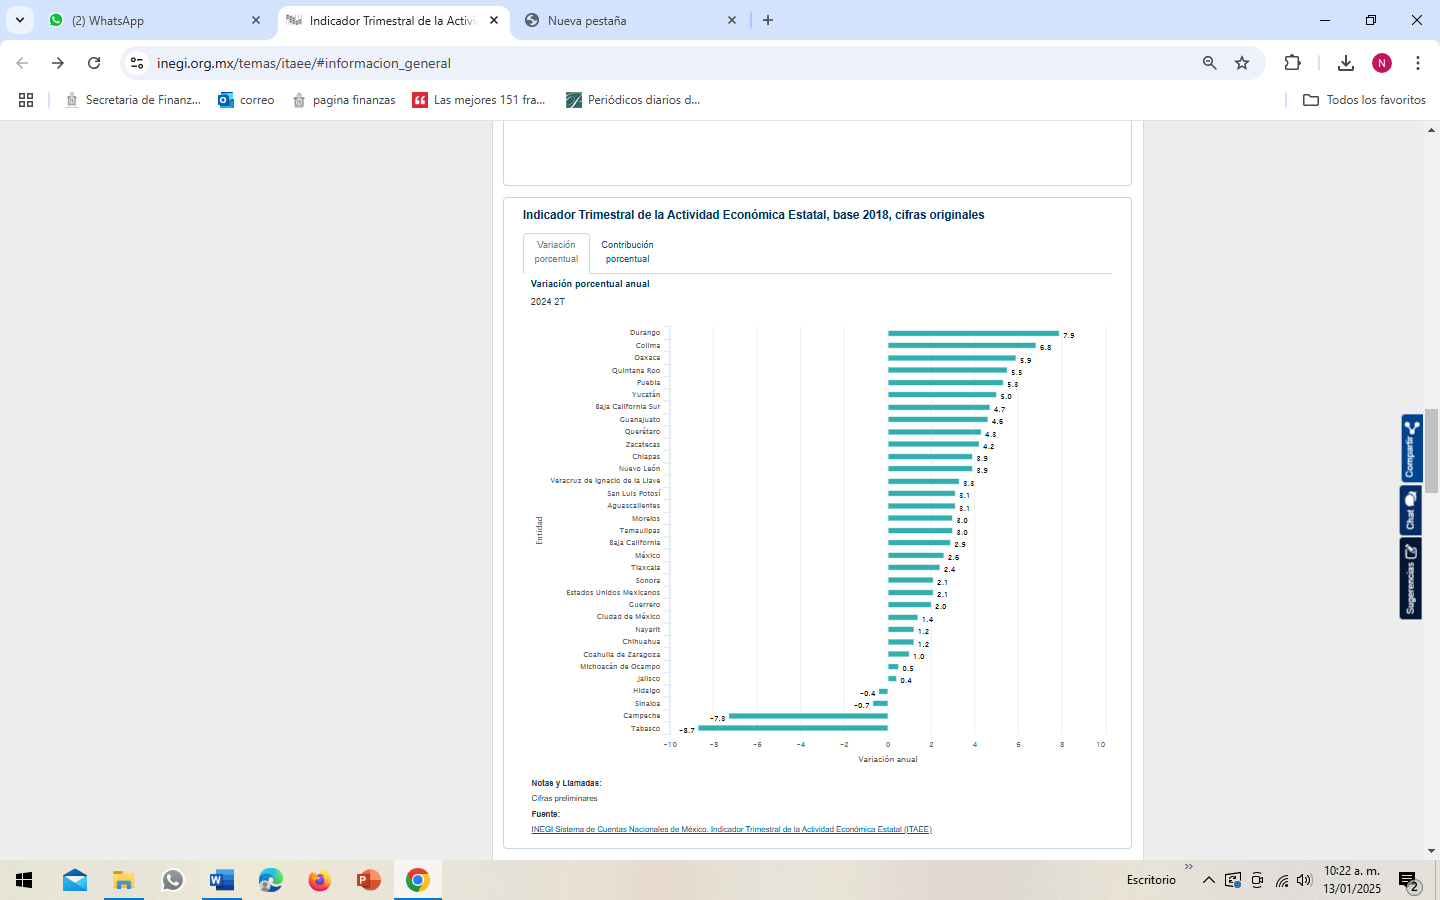 (2) WhatsApp
Indicador Trimestral de la Activi
Nueva pestaña
inegi.org.mx/temas/itaee/#informacion_general
N
Secretaria de Finanz...
correo
pagina finanzas
Las mejores 151 fra...
Periódicos diarios d...
Todos los favoritos
Indicador Trimestral de la Actividad Económica Estatal, base 2018, cifras originales
Variación porcentual
Contribución porcentual
Variación porcentual anual
2024 2T
Entidad
Durango 7.9
Colima 6.8
Oaxaca 5.9
Quintana Roo 5.5
Puebla 5.3
Yucatán 5.0
Baja California Sur 4.7
Guanajuato 4.6
Querétaro 4.3
Zacatecas 4.2
Chiapas 3.9
Nuevo León 3.9
Veracruz de Ignacio de la Llave 3.3
San Luis Potosí 3.1
Aguascalientes 3.1
Morelos 3.0
Tamaulipas 3.0
Baja California 2.9
México 2.6
Tlaxcala 2.4
Sonora 2.1
Estados Unidos Mexicanos 2.1
Guerrero 2.0
Ciudad de México 1.4
Nayarit 1.2
Chihuahua 1.2
Coahuila de Zaragoza 1.0
Michoacán de Ocampo 0.5
Jalisco 0.4
Hidalgo -0.4
Sinaloa -0.7
Campeche -7.3
Tabasco -8.7
-10 -8 -6 -4 -2 0 2 4 6 8 10
Variación anual
Notas y Llamadas:
Cifras preliminares
Fuente:
INEGI Sistema de Cuentas Nacionales de México. Indicador Trimestral de la Actividad Económica Estatal (ITAEE)
Compartir
Chat
Sugerencias
Escritorio
10:22 a. m.
13/01/2025
2